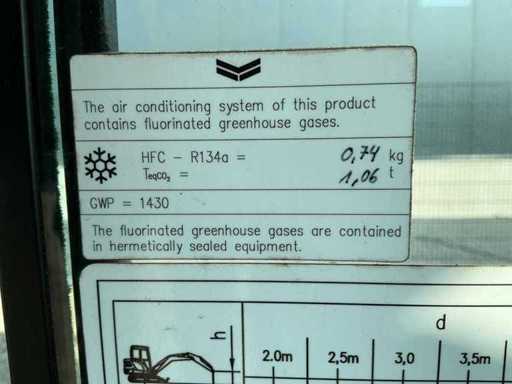 The air conditioning system of this product
contains fluorinated greenhouse gases.
HFC - R134a = 0,74 kg
TeqCO₂ = 1,06 t
GWP = 1430
The fluorinated greenhouse gases are contained
in hermetically sealed equipment.
d
h 2.0m 2,5m 3,0 3,5m